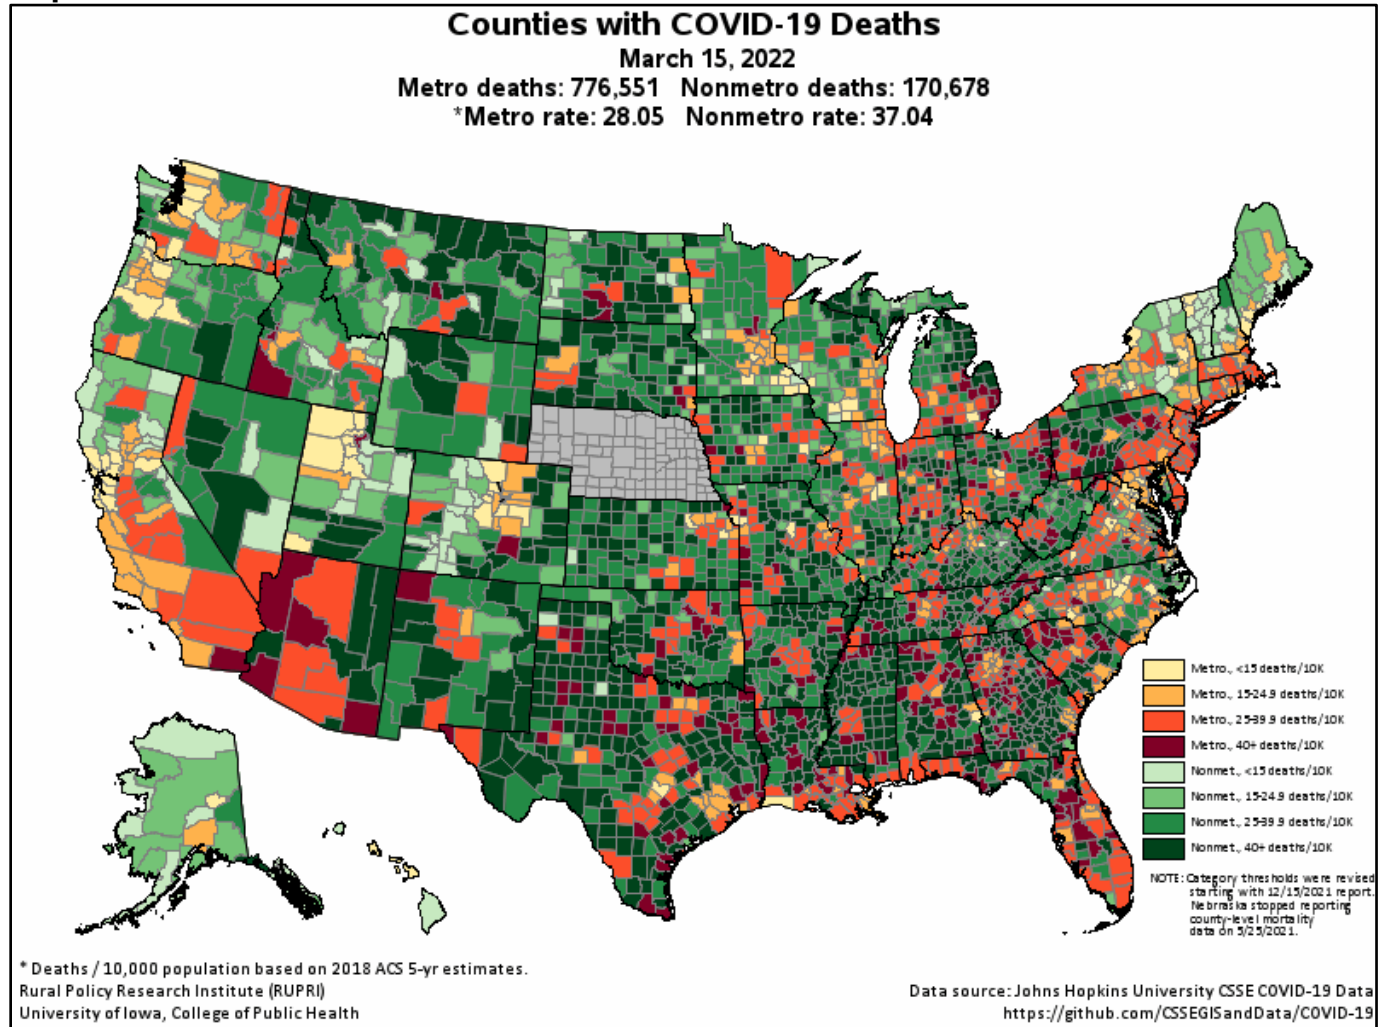 Counties with COVID-19 Deaths
March 15, 2022
Metro deaths: 776,551 Nonmetro deaths: 170,678
*Metro rate: 28.05 Nonmetro rate: 37.04
Metro., <15 deaths/10K
Metro., 15-24.9 deaths/10K
Metro., 25-39.9 deaths/10K
Metro., 40+ deaths/10K
Nonmet., <15 deaths/10K
Nonmet., 15-24.9 deaths/10K
Nonmet., 25-39.9 deaths/10K
Nonmet., 40+ deaths/10K
NOTE: Category thresholds were revised
starting with 12/15/2021 report.
Nebraska stopped reporting
county-level mortality
data on 5/25/2021.
* Deaths / 10,000 population based on 2018 ACS 5-yr estimates.
Rural Policy Research Institute (RUPRI)
University of Iowa, College of Public Health
Data source: Johns Hopkins University CSSE COVID-19 Data
https://github.com/CSSEGISandData/COVID-19